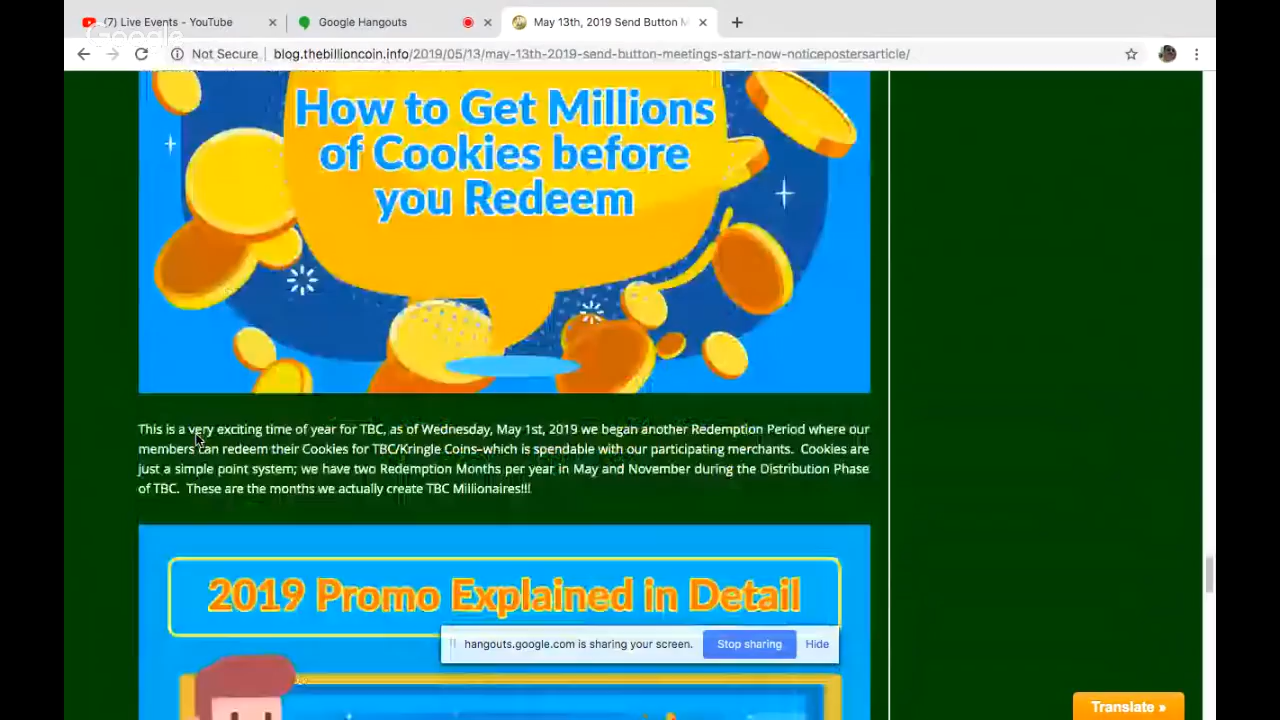 (7) Live Events - YouTube
Google Hangouts
May 13th, 2019 Send Button M
Google
Not Secure
blog.thebillioncoin.info/2019/05/13/may-13th-2019-send-button-meetings-start-now-noticepostersarticle/
How to Get Millions
of Cookies before
you Redeem
This is a very exciting time of year for TBC, as of Wednesday, May 1st, 2019 we began another Redemption Period where our
members can redeem their Cookies for TBC/Kringle Coins–which is spendable with our participating merchants. Cookies are
just a simple point system; we have two Redemption Months per year in May and November during the Distribution Phase
of TBC. These are the months we actually create TBC Millionaires!!!
2019 Promo Explained in Detail
hangouts.google.com is sharing your screen.
Stop sharing
Hide
Translate »